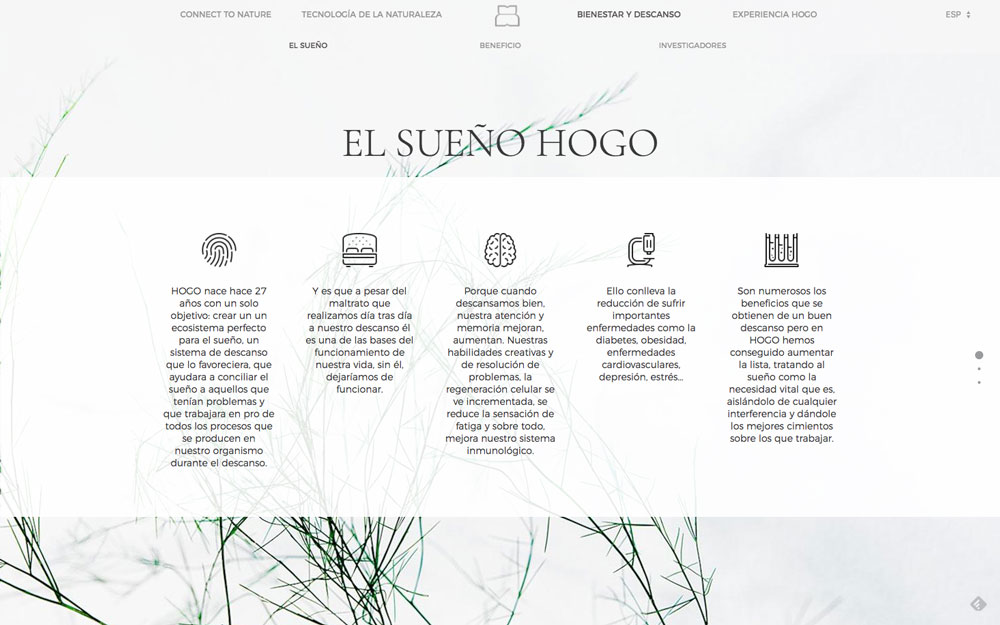 CONNECT TO NATURE
TECNOLOGÍA DE LA NATURALEZA
BIENESTAR Y DESCANSO
EXPERIENCIA HOGO
ESP
EL SUEÑO
BENEFICIO
INVESTIGADORES
EL SUEÑO HOGO
HOGO nace hace 27
años con un solo
objetivo: crear un un
ecosistema perfecto
para el sueño, un
sistema de descanso
que lo favoreciera, que
ayudara a conciliar el
sueño a aquellos que
tenían problemas y
que trabajara en pro de
todos los procesos que
se producen en
nuestro organismo
durante el descanso.
Y es que a pesar del
maltrato que
realizamos día tras día
a nuestro descanso él
es una de las bases del
funcionamiento de
nuestra vida, sin él,
dejaríamos de
funcionar.
Porque cuando
descansamos bien,
nuestra atención y
memoria mejoran,
aumentan. Nuestras
habilidades creativas y
de resolución de
problemas, la
regeneración celular se
ve incrementada, se
reduce la sensación de
fatiga y sobre todo,
mejora nuestro sistema
inmunológico.
Ello conlleva la
reducción de sufrir
importantes
enfermedades como la
diabetes, obesidad,
enfermedades
cardiovasculares,
depresión, estrés...
Son numerosos los
beneficios que se
obtienen de un buen
descanso pero en
HOGO hemos
conseguido aumentar
la lista, tratando al
sueño como la
necesidad vital que es,
aislándolo de cualquier
interferencia y dándole
los mejores cimientos
sobre los que trabajar.